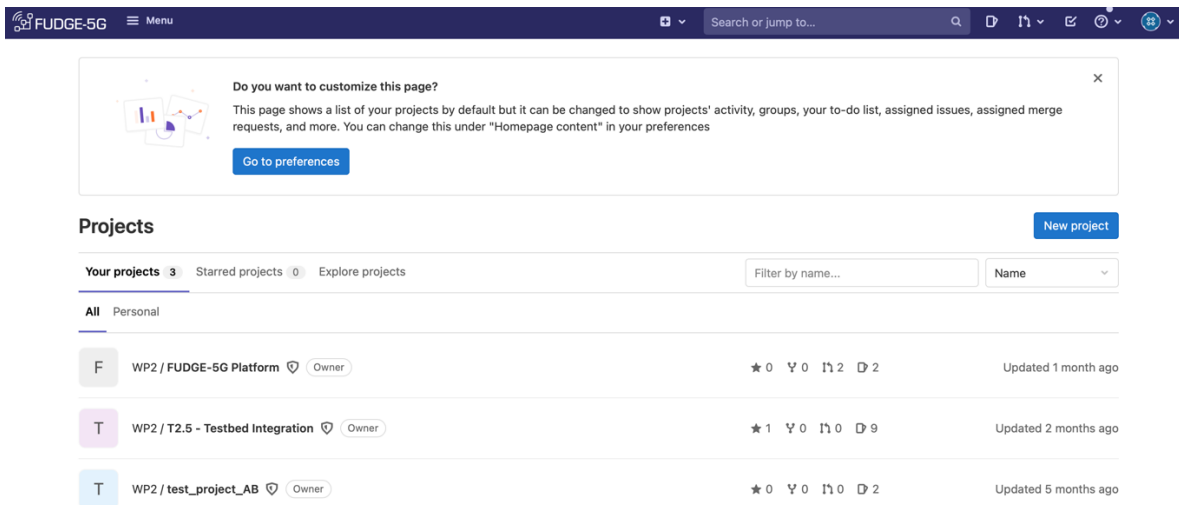 FUDGE-5G Menu Search or jump to...
Do you want to customize this page?
This page shows a list of your projects by default but it can be changed to show projects' activity, groups, your to-do list, assigned issues, assigned merge
requests, and more. You can change this under "Homepage content" in your preferences
Go to preferences
Projects New project
Your projects 3 Starred projects 0 Explore projects Filter by name... Name
All Personal
F WP2 / FUDGE-5G Platform Owner 0 0 2 2 Updated 1 month ago
T WP2 / T2.5 - Testbed Integration Owner 1 0 0 9 Updated 2 months ago
T WP2 / test_project_AB Owner 0 0 0 2 Updated 5 months ago